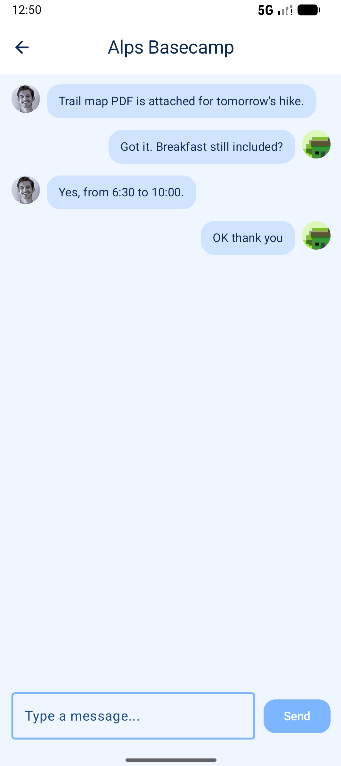 12:50
5G
Alps Basecamp
Trail map PDF is attached for tomorrow's hike.
Got it. Breakfast still included?
Yes, from 6:30 to 10:00.
OK thank you
Type a message...
Send